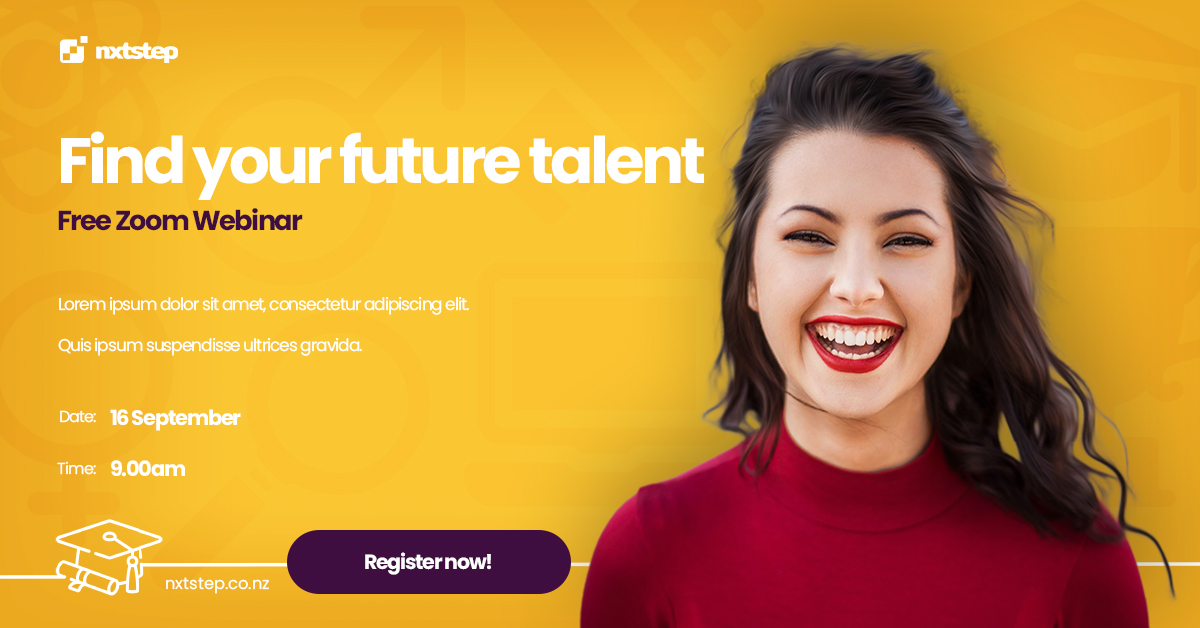 nxtstep
Find your future talent
Free Zoom Webinar
Lorem ipsum dolor sit amet, consectetur adipiscing elit.
Quis ipsum suspendisse ultrices gravida.
Date: 16 September
Time: 9.00am
nxtstep.co.nz
Register now!